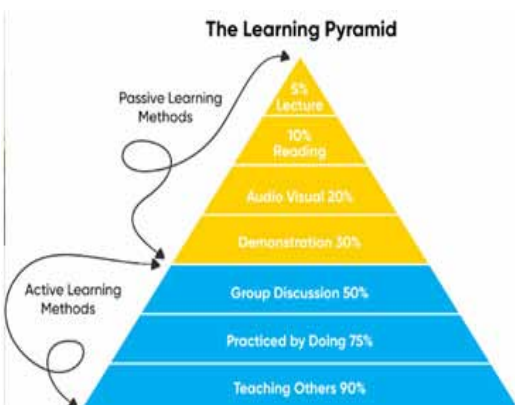 The Learning Pyramid
Passive Learning
Methods
5%
Lecture
10%
Reading
Audio Visual 20%
Demonstration 30%
Active Learning
Methods
Group Discussion 50%
Practiced by Doing 75%
Teaching Others 90%